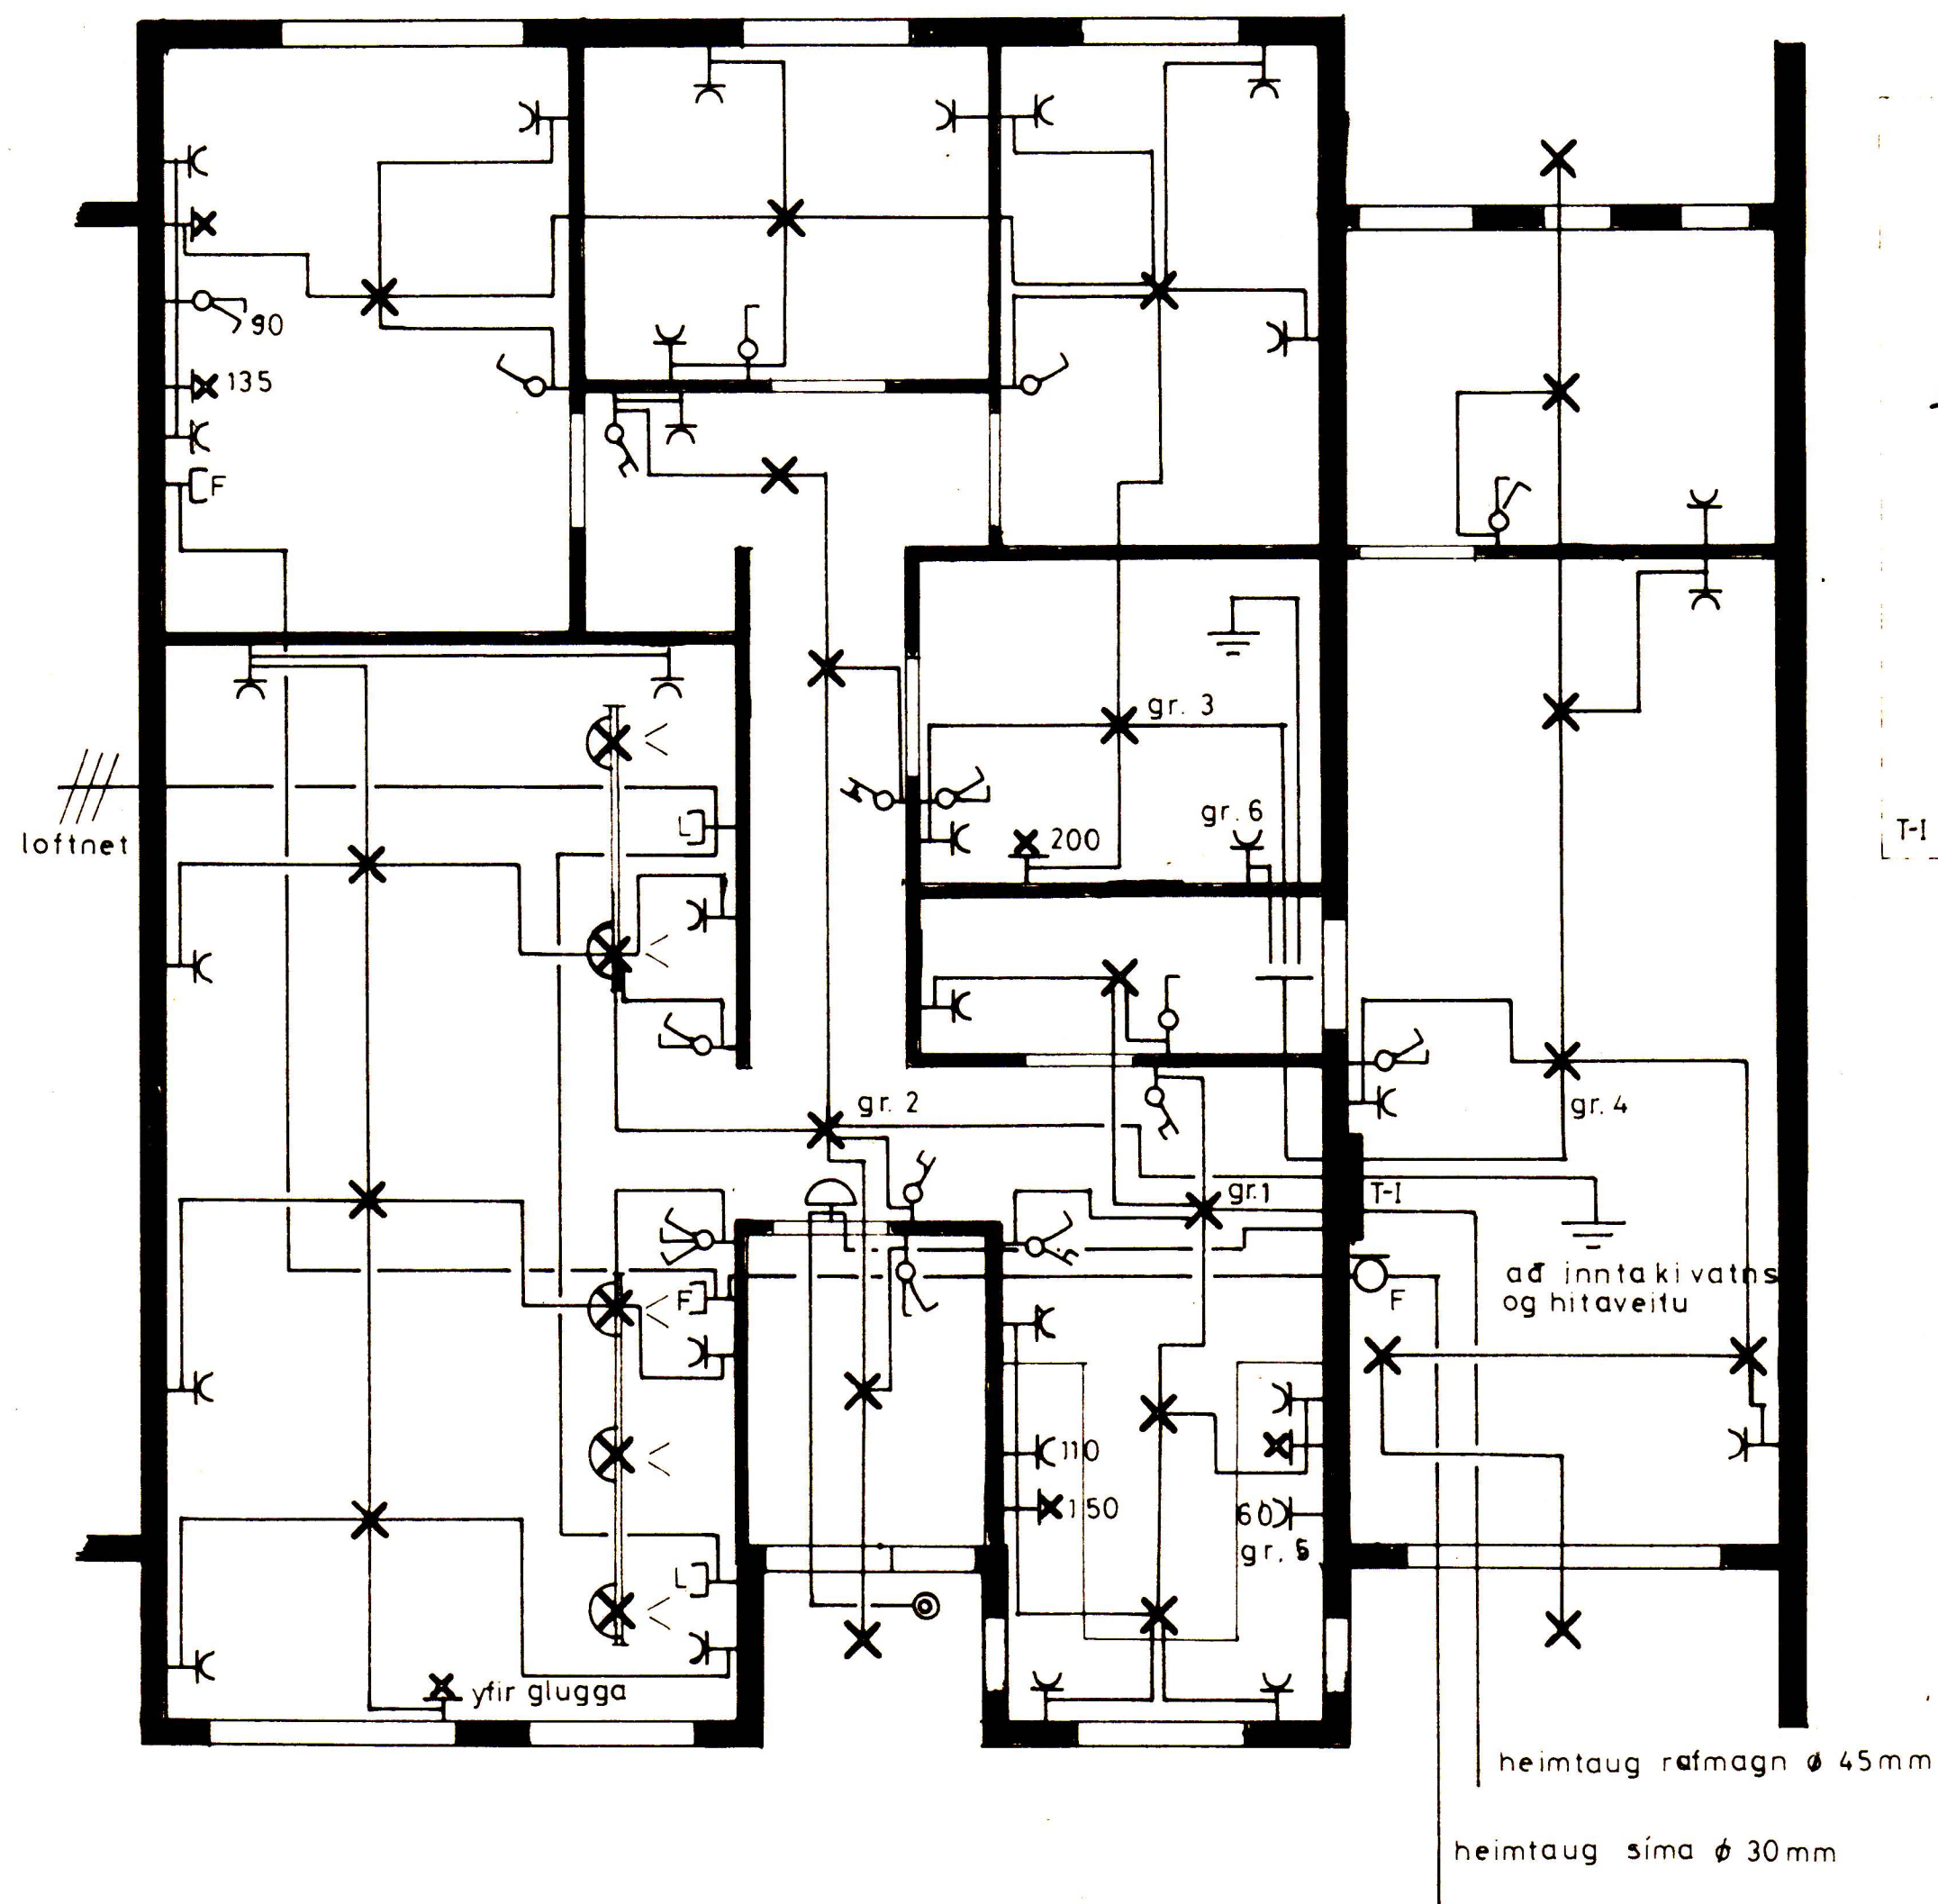 90
135
F
T-I
gr. 3
loftnet
L
200
gr. 6
gr. 2
gr. 4
gr.1
T-I
F
F
að inntaki vatns
og hitaveitu
110
150
60
gr. 5
L
yfir glugga
heimtaug rafmagn ϕ 45mm
heimtaug síma ϕ 30mm